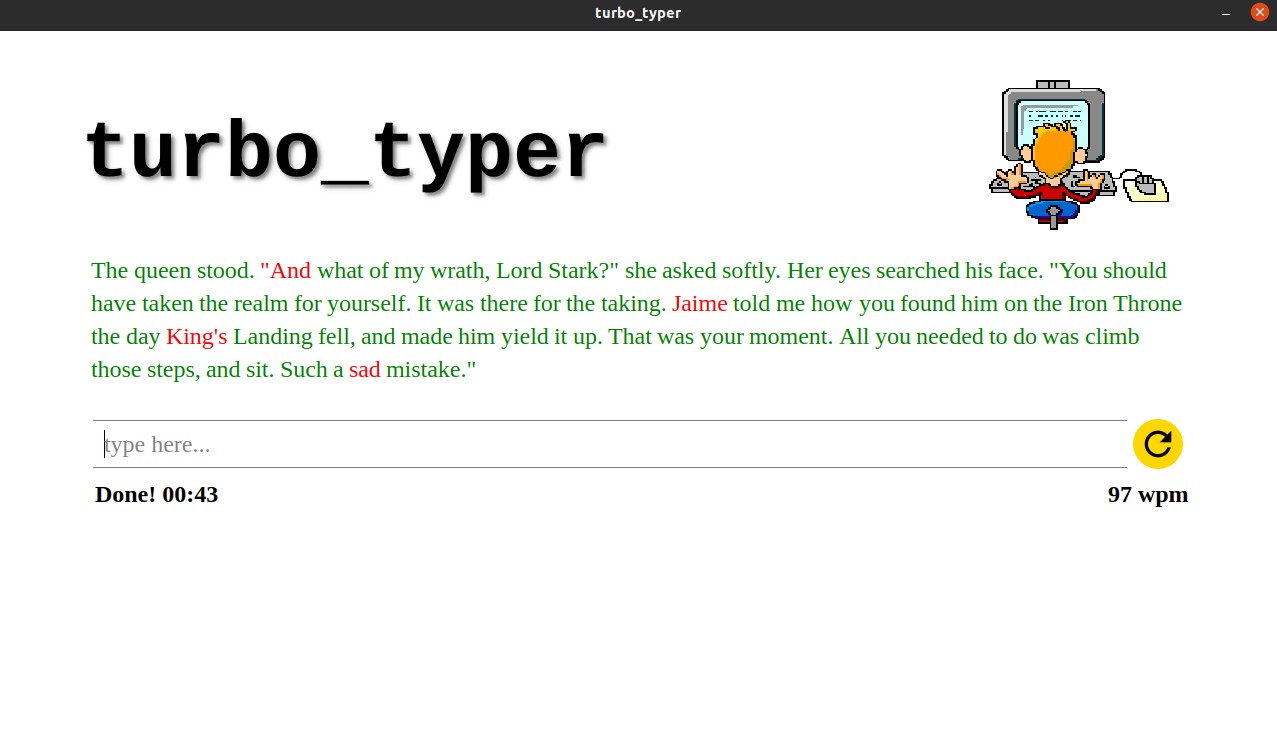 turbo_typer
turbo_typer
The queen stood. "And what of my wrath, Lord Stark?" she asked softly. Her eyes searched his face. "You should
have taken the realm for yourself. It was there for the taking. Jaime told me how you found him on the Iron Throne
the day King's Landing fell, and made him yield it up. That was your moment. All you needed to do was climb
those steps, and sit. Such a sad mistake."
type here...
Done! 00:43
97 wpm